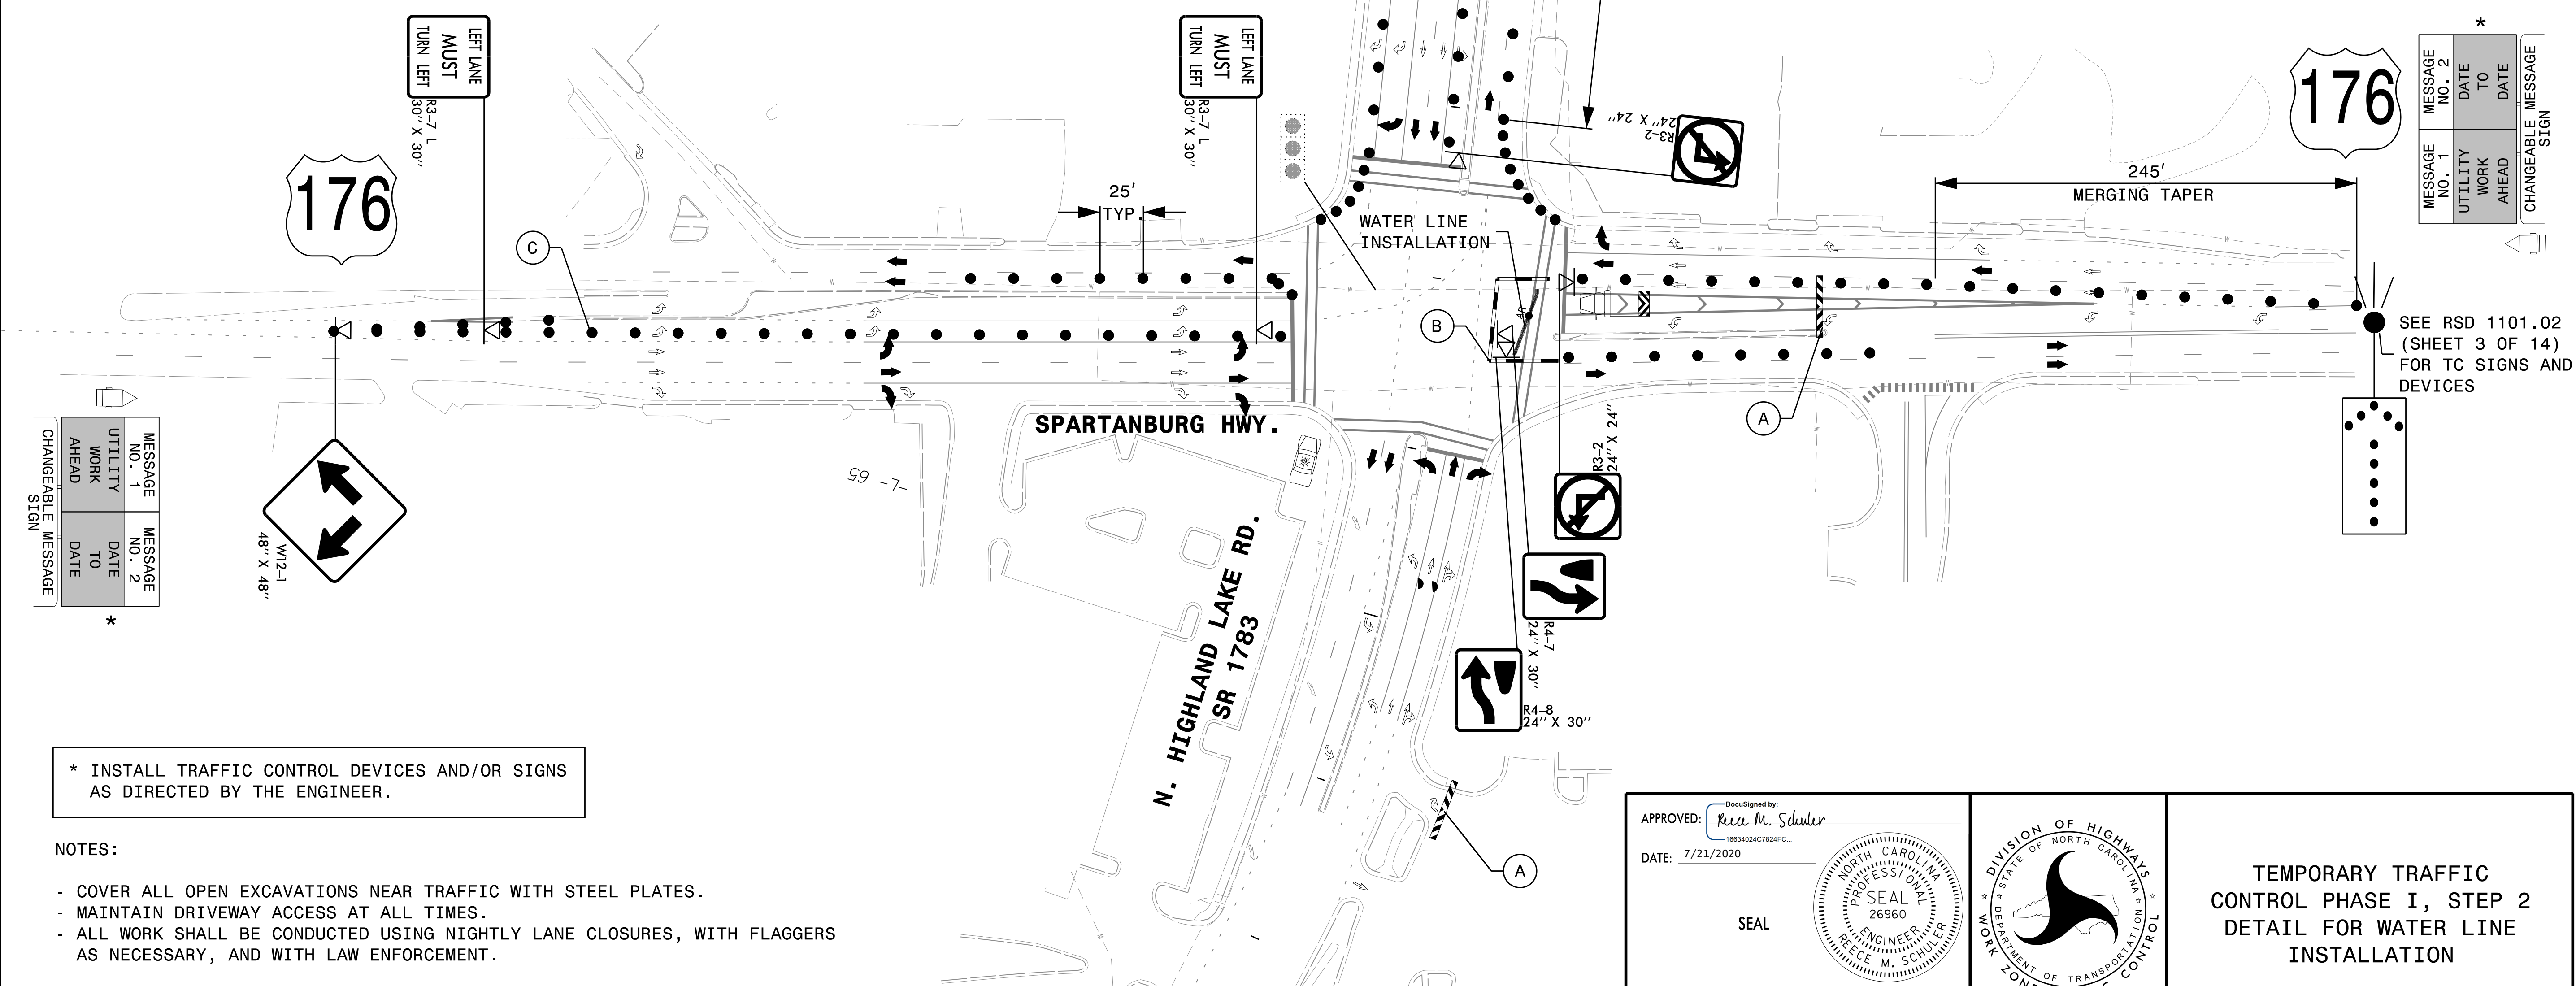 LEFT LANE
MUST
TURN LEFT
R3-7 L
30'' X 30''
LEFT LANE
MUST
TURN LEFT
R3-7 L
30'' X 30''
176
C
25'
TYP.
WATER LINE
INSTALLATION
R3-2
24'' X 24''
176
*
MESSAGE
NO. 1
UTILITY
WORK
AHEAD
MESSAGE
NO. 2
DATE
TO
DATE
CHANGEABLE MESSAGE
SIGN
245'
MERGING TAPER
SEE RSD 1101.02
(SHEET 3 OF 14)
FOR TC SIGNS AND
DEVICES
B
A
SPARTANBURG HWY.
-L- 65
MESSAGE
NO. 1
UTILITY
WORK
AHEAD
MESSAGE
NO. 2
DATE
TO
DATE
CHANGEABLE MESSAGE
SIGN
*
W12-1
48'' X 48''
N. HIGHLAND LAKE RD.
SR 1783
R3-2
24'' X 24''
R4-7
24'' X 30''
R4-8
24'' X 30''
A
* INSTALL TRAFFIC CONTROL DEVICES AND/OR SIGNS
AS DIRECTED BY THE ENGINEER.
NOTES:
- COVER ALL OPEN EXCAVATIONS NEAR TRAFFIC WITH STEEL PLATES.
- MAINTAIN DRIVEWAY ACCESS AT ALL TIMES.
- ALL WORK SHALL BE CONDUCTED USING NIGHTLY LANE CLOSURES, WITH FLAGGERS
AS NECESSARY, AND WITH LAW ENFORCEMENT.
APPROVED:
DocuSigned by:
Reece M. Schuler
16634024C7824FC...
DATE: 7/21/2020
SEAL
NORTH CAROLINA
PROFESSIONAL
SEAL
26960
ENGINEER
REECE M. SCHULER
DIVISION OF HIGHWAYS
STATE OF NORTH CAROLINA
DEPARTMENT OF TRANSPORTATION
WORK
CONTROL
TEMPORARY TRAFFIC
CONTROL PHASE I, STEP 2
DETAIL FOR WATER LINE
INSTALLATION